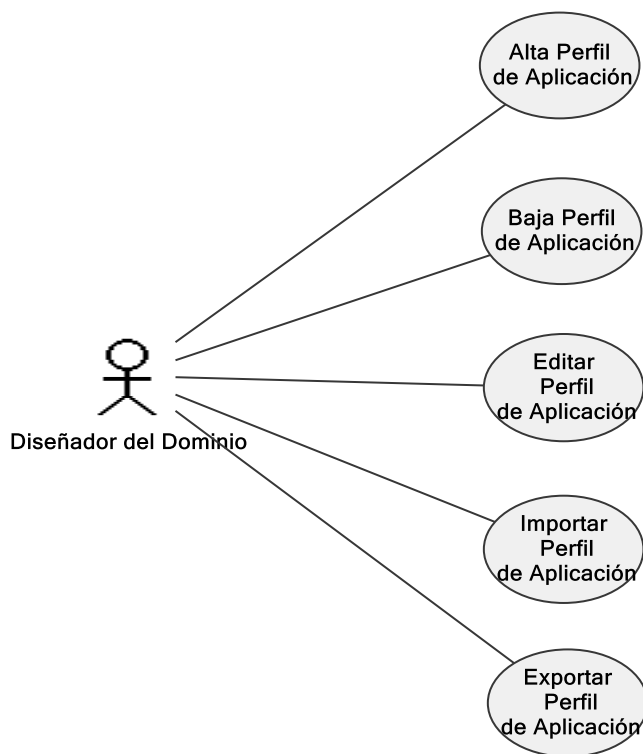 Alta Perfil
de Aplicación
Baja Perfil
de Aplicación
Editar
Perfil
de Aplicación
Diseñador del Dominio
Importar
Perfil
de Aplicación
Exportar
Perfil
de Aplicación